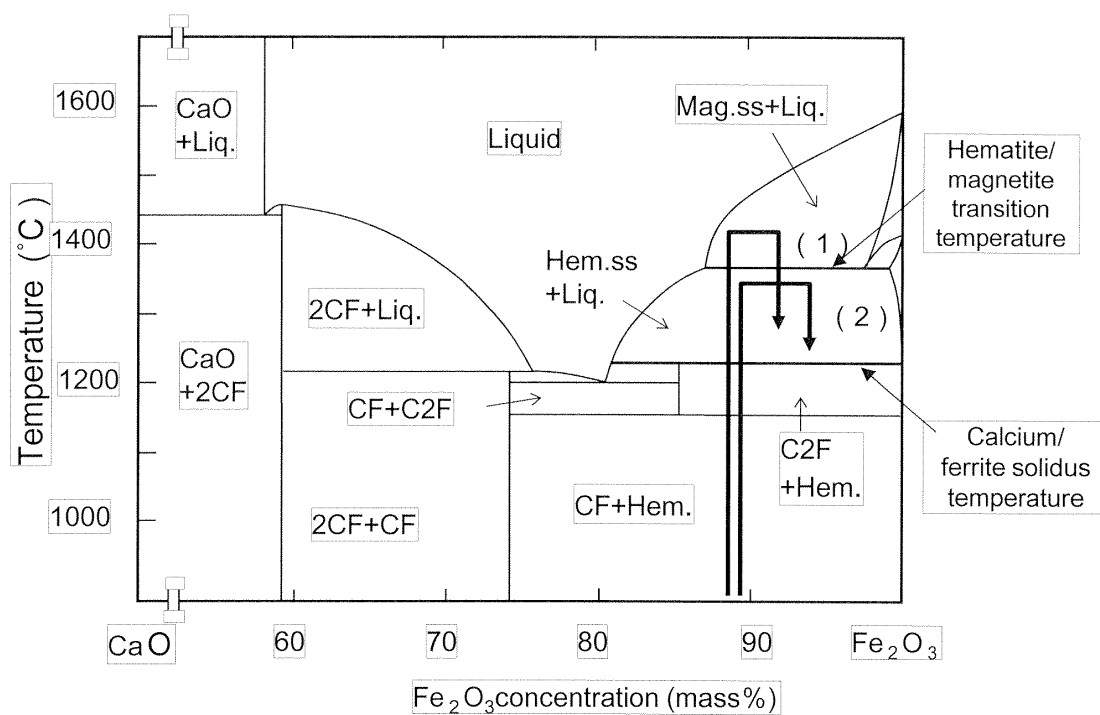 1600
1400
1200
1000
Temperature (°C)
CaO
+Liq.
Liquid
Mag.ss+Liq.
Hematite/
magnetite
transition
temperature
( 1 )
Hem.ss
+Liq.
( 2 )
2CF+Liq.
CaO
+2CF
CF+C2F
C2F
+Hem.
Calcium/
ferrite solidus
temperature
2CF+CF
CF+Hem.
CaO
60
70
80
90
Fe₂O₃
Fe₂O₃concentration (mass%)